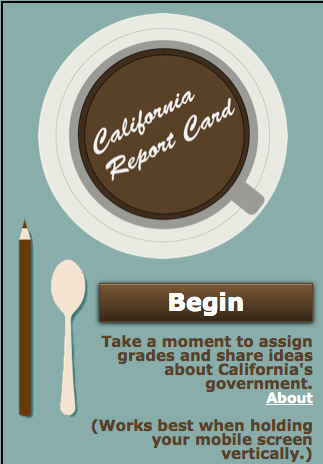 California
Report Card
Begin
Take a moment to assign
grades and share ideas
about California's
government.
About
(Works best when holding
your mobile screen
vertically.)